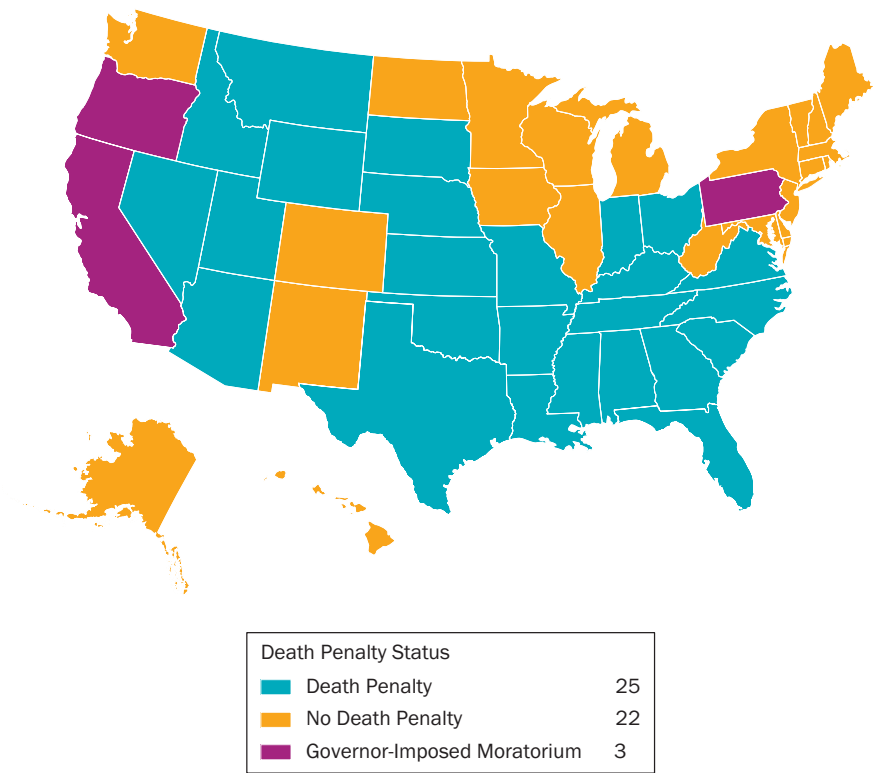 Death Penalty Status
Death Penalty 25
No Death Penalty 22
Governor-Imposed Moratorium 3